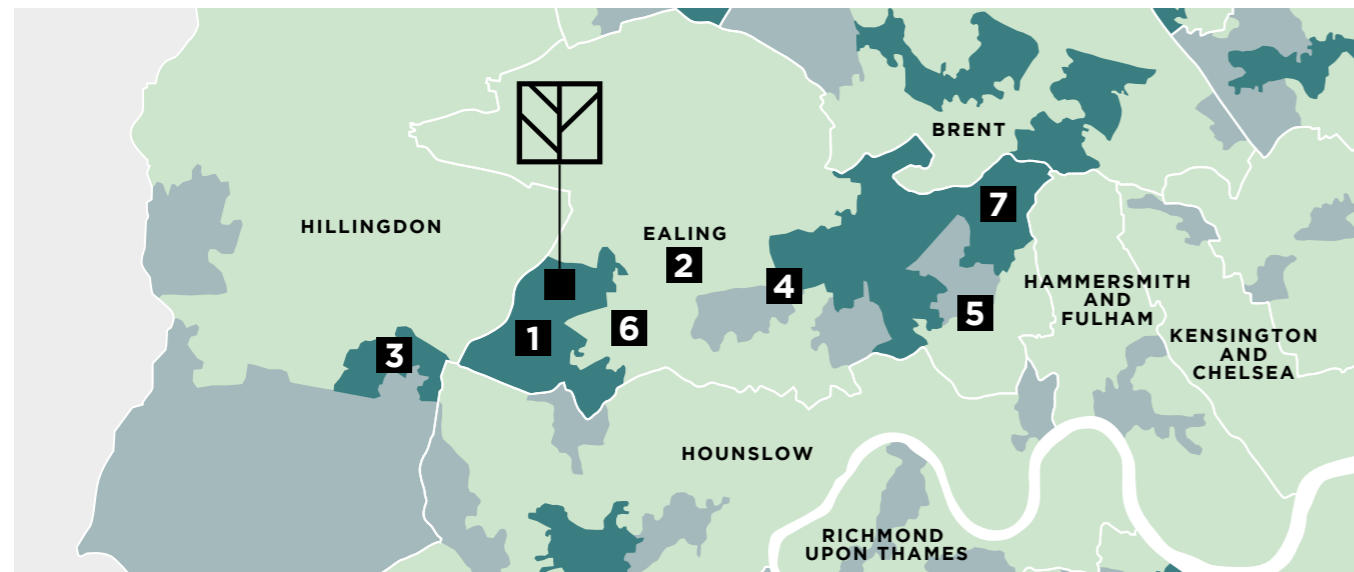 BRENT
7
HILLINGDON
EALING
2
4
HAMMERSMITH
AND
FULHAM
5
1
6
3
KENSINGTON
AND
CHELSEA
HOUNSLOW
RICHMOND
UPON THAMES